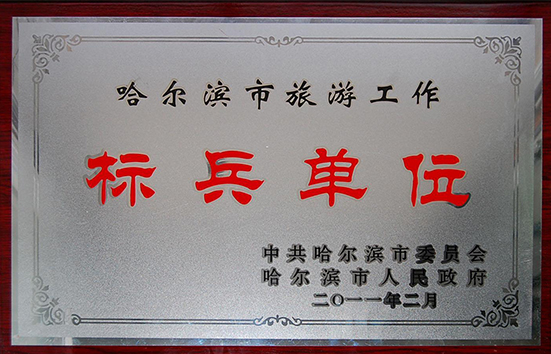 哈尔滨市旅游工作
标兵单位
中共哈尔滨市委员会
哈尔滨市人民政府
二〇一一年二月